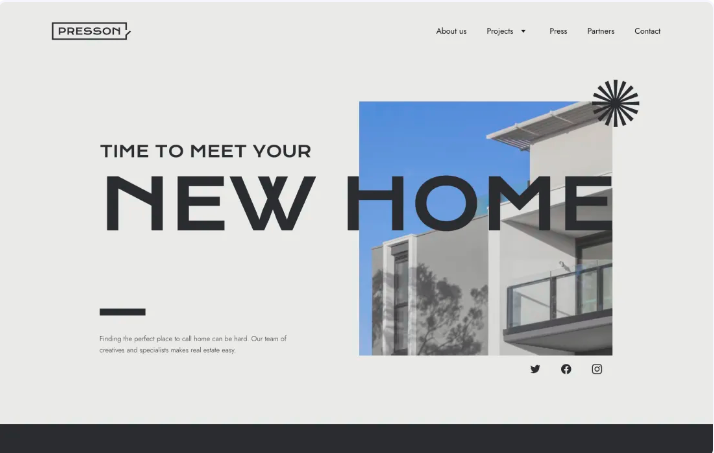 PRESSON
About us
Projects
Press
Partners
Contact
TIME TO MEET YOUR
NEW HOME
Finding the perfect place to call home can be hard. Our team of
creatives and specialists makes real estate easy.